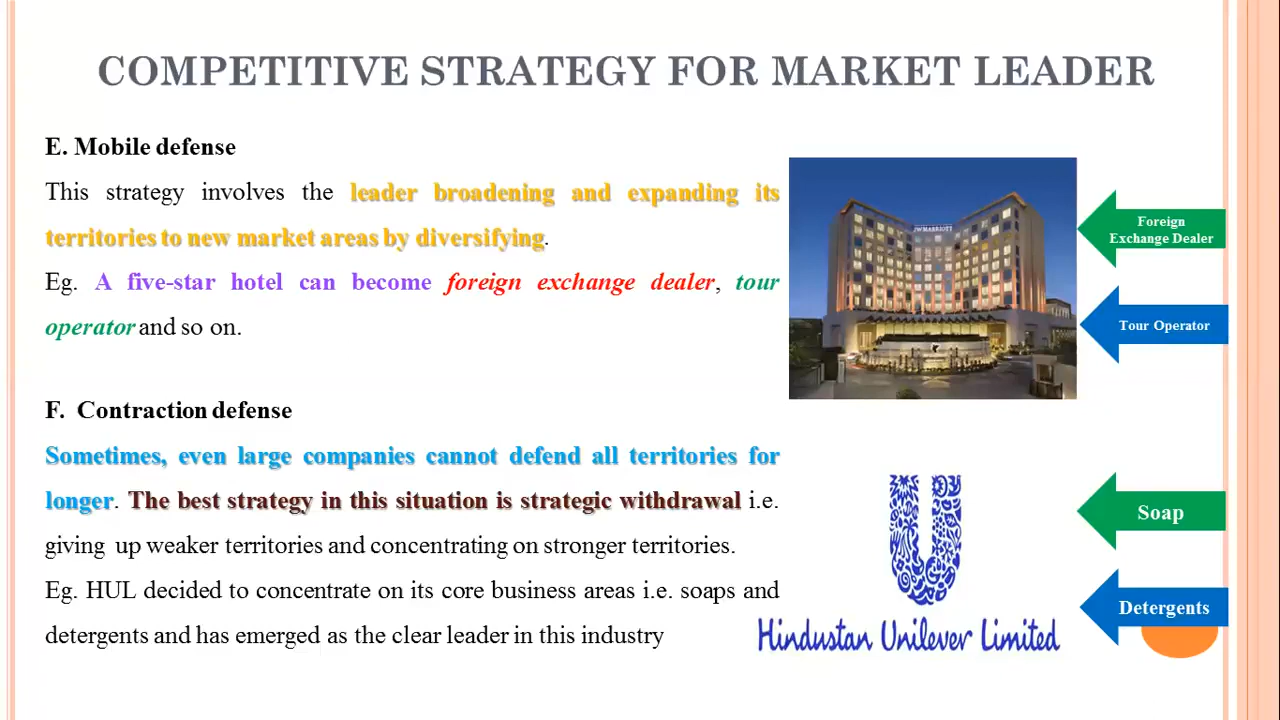 COMPETITIVE STRATEGY FOR MARKET LEADER
E. Mobile defense
This strategy involves the leader broadening and expanding its
territories to new market areas by diversifying.
Eg. A five-star hotel can become foreign exchange dealer, tour
operator and so on.
JW MARRIOTT
Foreign
Exchange Dealer
Tour Operator
F. Contraction defense
Sometimes, even large companies cannot defend all territories for
longer. The best strategy in this situation is strategic withdrawal i.e.
giving up weaker territories and concentrating on stronger territories.
Eg. HUL decided to concentrate on its core business areas i.e. soaps and
detergents and has emerged as the clear leader in this industry
Hindustan Unilever Limited
Soap
Detergents